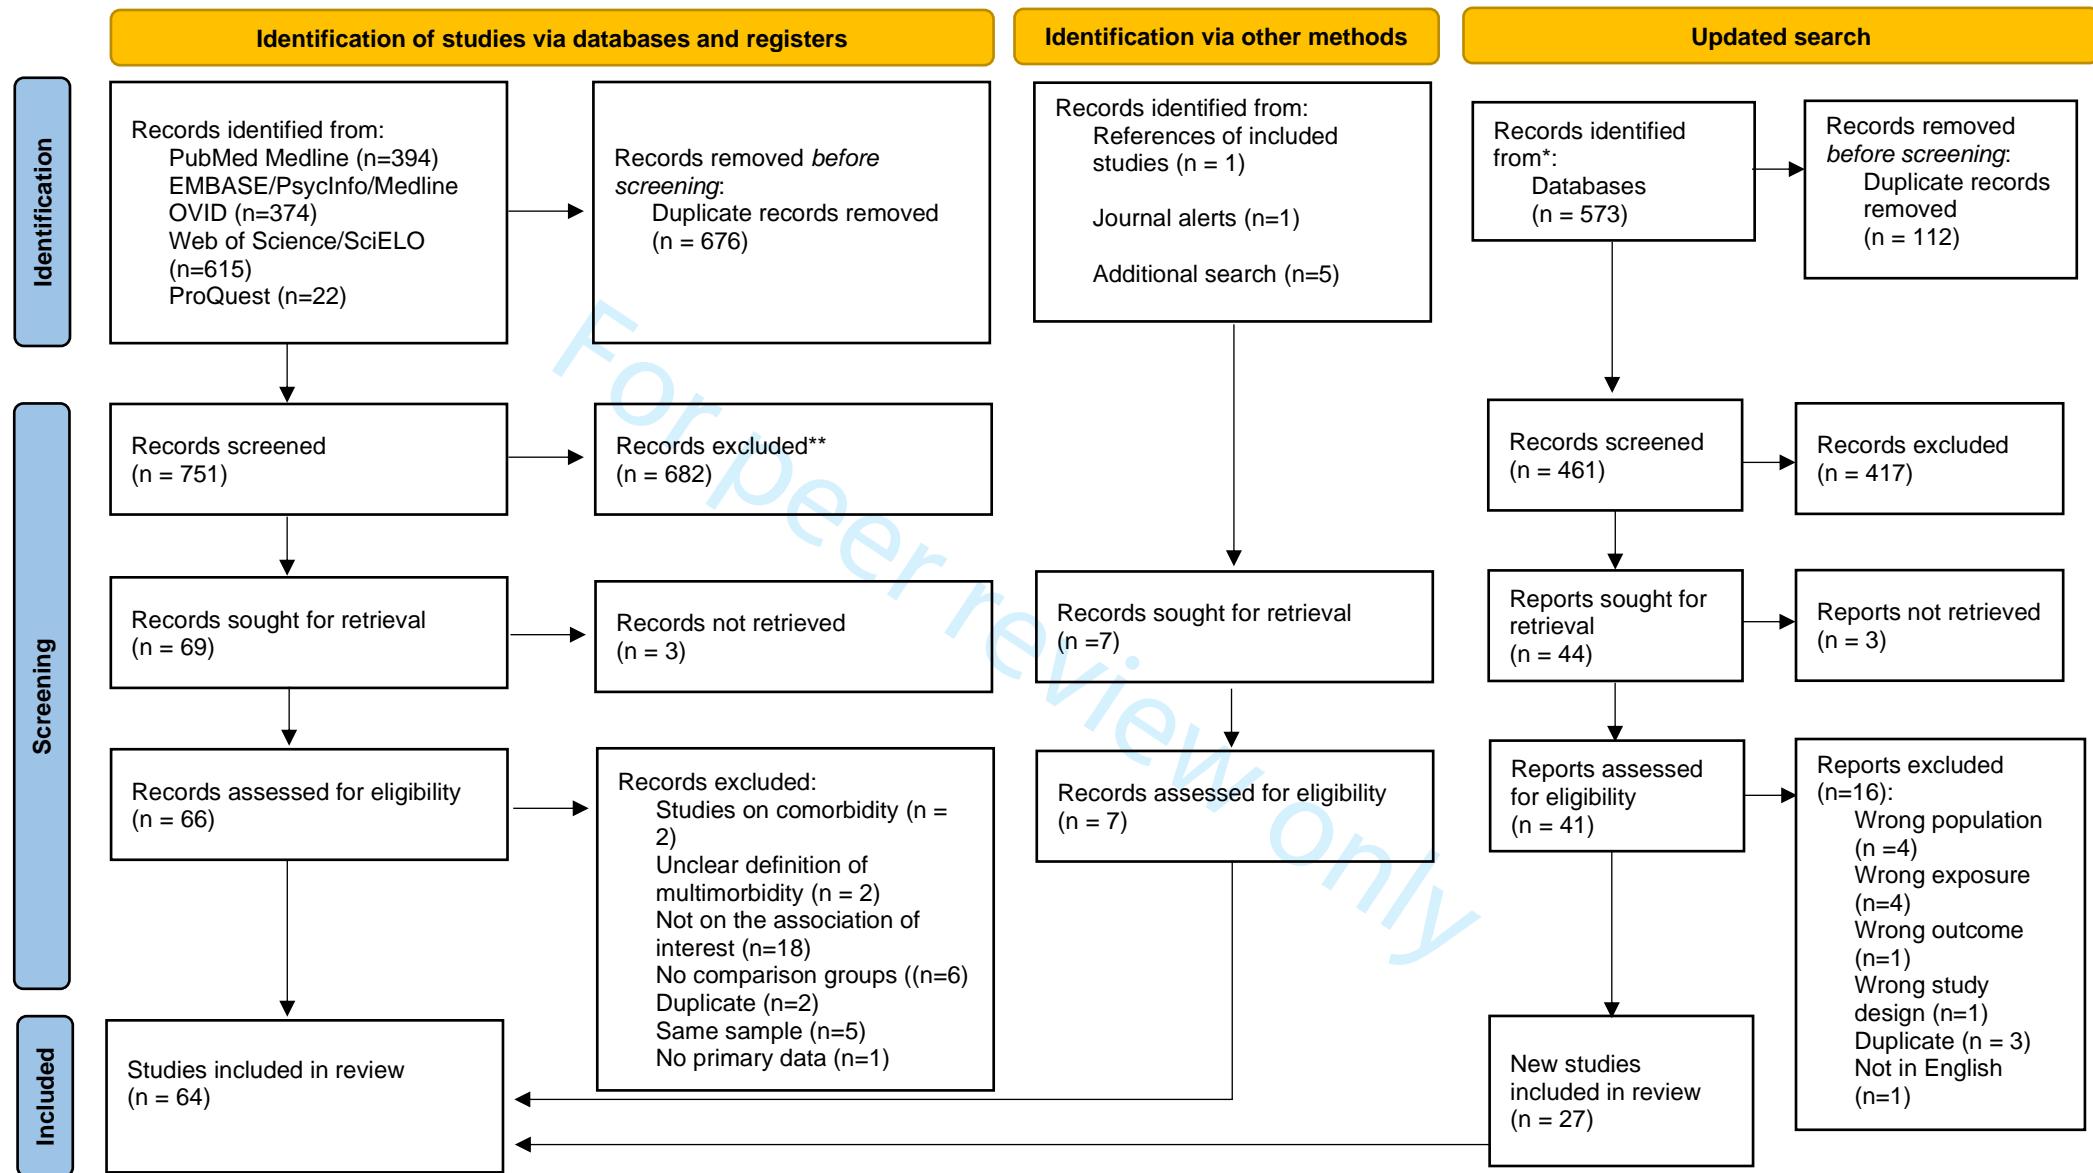 Identification of studies via databases and registers
Identification via other methods
Updated search
Identification
Records identified from:
PubMed Medline (n=394)
EMBASE/PsycInfo/Medline
OVID (n=374)
Web of Science/SciELO
(n=615)
ProQuest (n=22)
Records removed before
screening:
Duplicate records removed
(n = 676)
Records identified from:
References of included
studies (n = 1)
Journal alerts (n=1)
Additional search (n=5)
Records identified
from*:
Databases
(n = 573)
Records removed
before screening:
Duplicate records
removed
(n = 112)
Screening
Records screened
(n = 751)
Records excluded**
(n = 682)
Records screened
(n = 461)
Records excluded
(n = 417)
Records sought for retrieval
(n = 69)
Records not retrieved
(n = 3)
Records sought for retrieval
(n =7)
Reports sought for
retrieval
(n = 44)
Reports not retrieved
(n = 3)
Records assessed for eligibility
(n = 66)
Records excluded:
Studies on comorbidity (n =
2)
Unclear definition of
multimorbidity (n = 2)
Not on the association of
interest (n=18)
No comparison groups ((n=6)
Duplicate (n=2)
Same sample (n=5)
No primary data (n=1)
Records assessed for eligibility
(n = 7)
Reports assessed
for eligibility
(n = 41)
Reports excluded
(n=16):
Wrong population
(n =4)
Wrong exposure
(n=4)
Wrong outcome
(n=1)
Wrong study
design (n=1)
Duplicate (n = 3)
Not in English
(n=1)
Included
Studies included in review
(n = 64)
New studies
included in review
(n = 27)
For peer review only